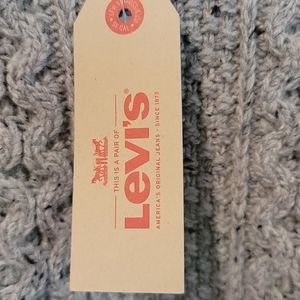 THIS IS A PAIR OF
Levi's®
AMERICA'S ORIGINAL JEANS - SINCE 1873